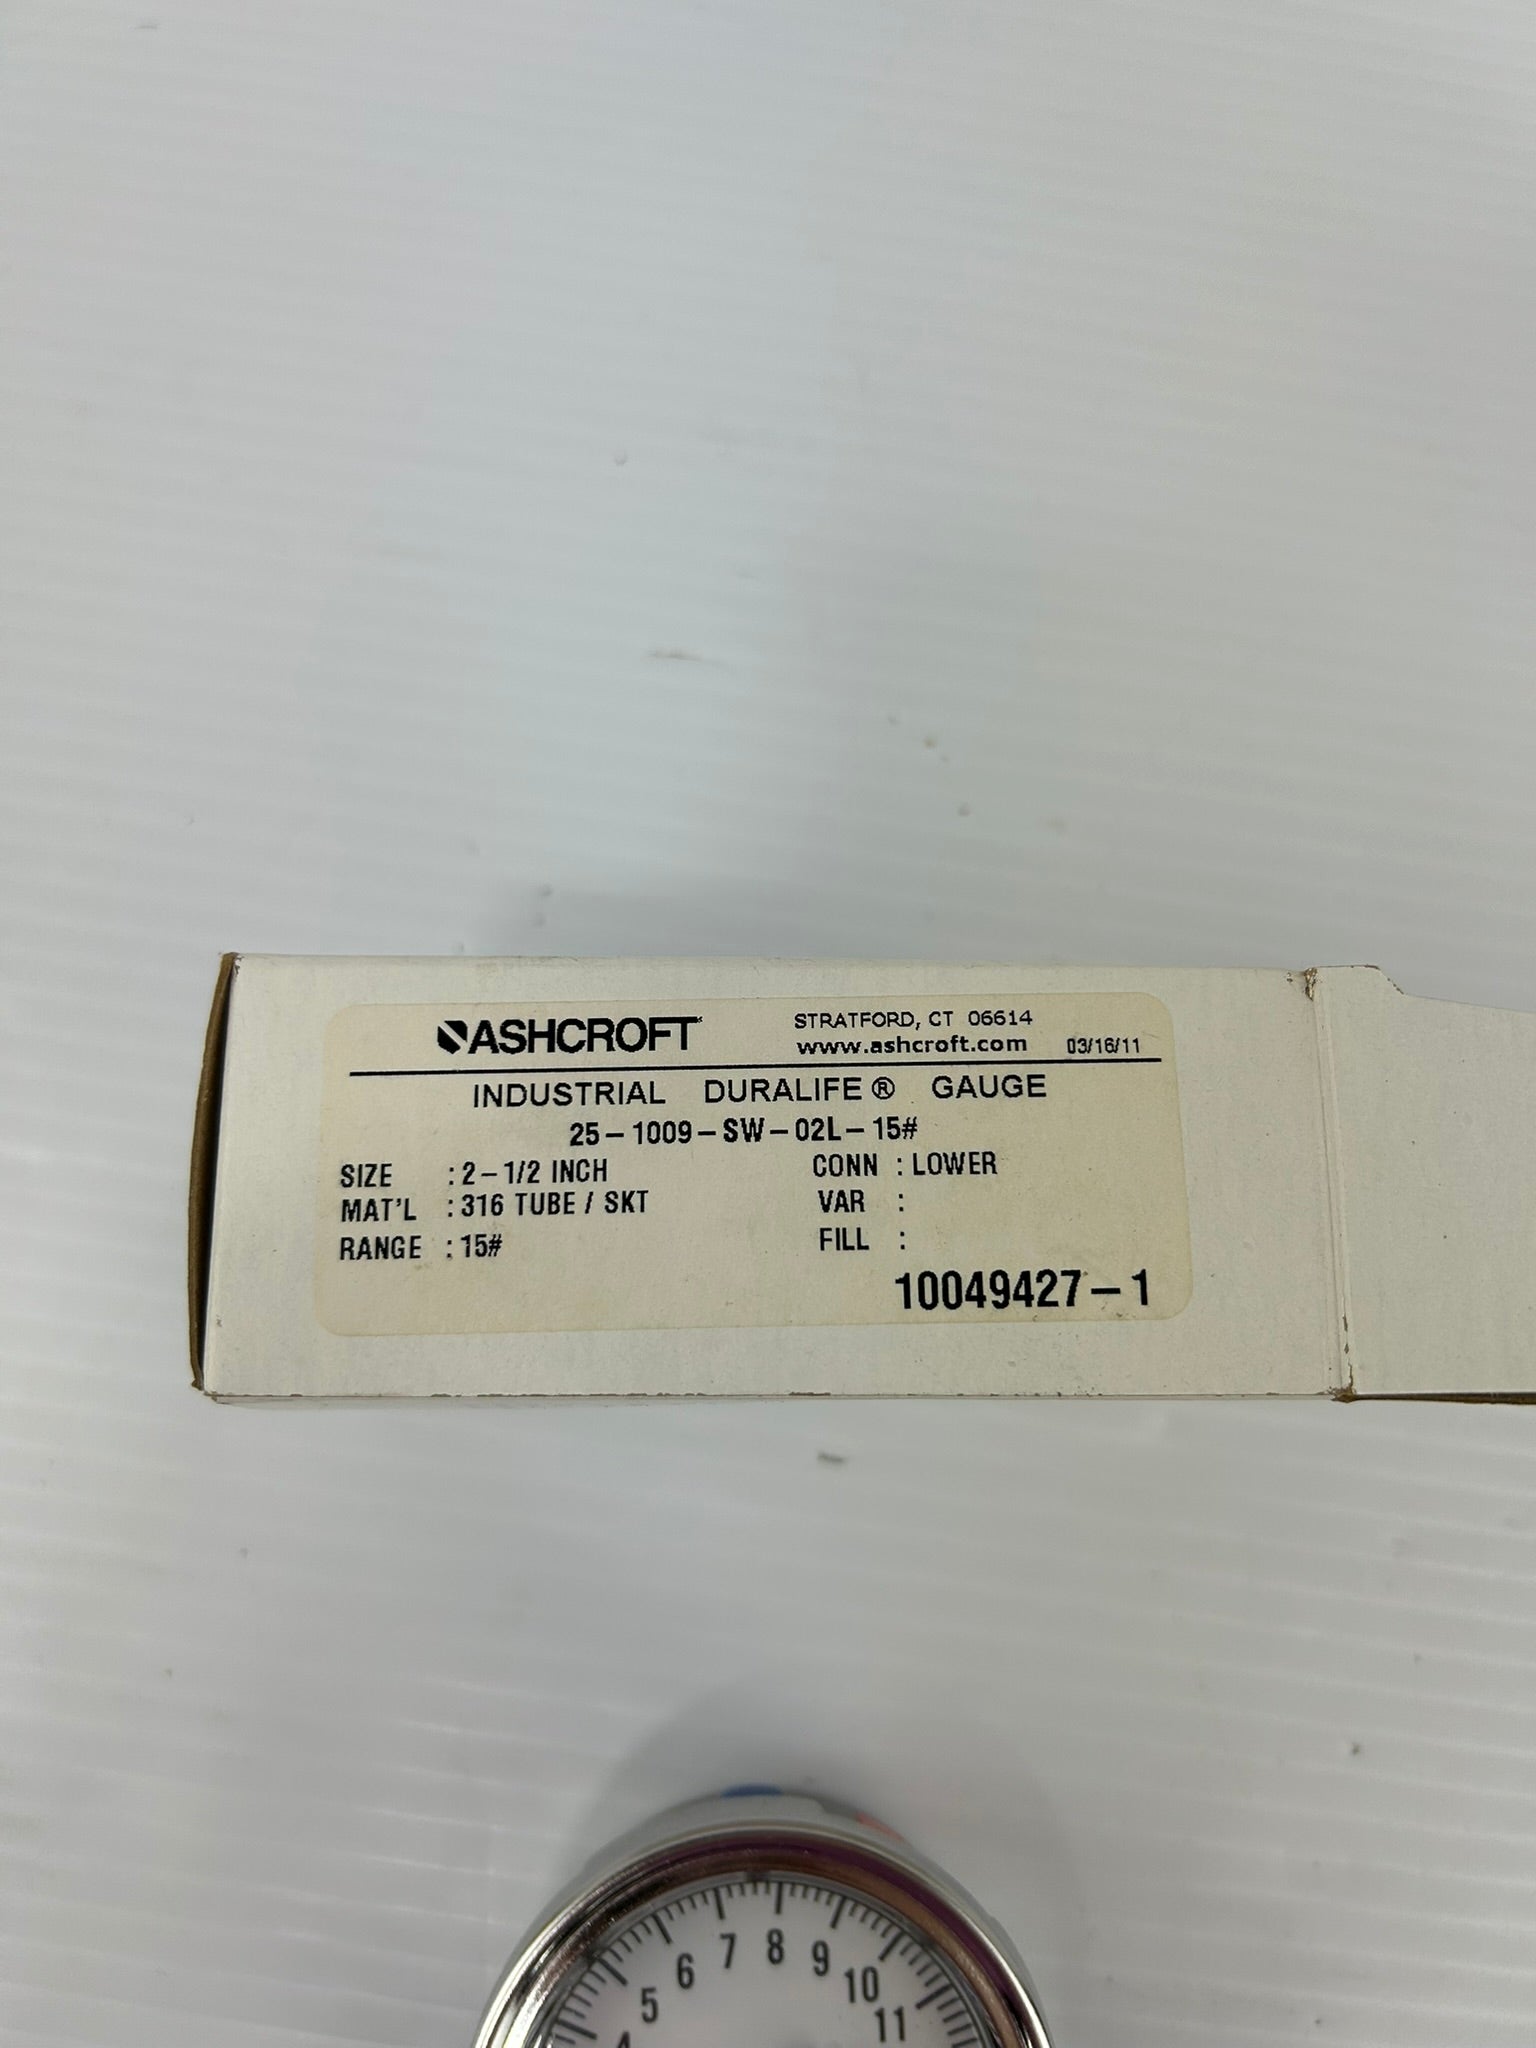 ASHCROFT
STRATFORD, CT 06614
www.ashcroft.com 03/16/11
INDUSTRIAL DURALIFE® GAUGE
25-1009-SW-02L-15#
SIZE : 2-1/2 INCH CONN : LOWER
MAT'L : 316 TUBE / SKT VAR :
RANGE : 15# FILL :
10049427-1
4 5 6 7 8 9 10 11